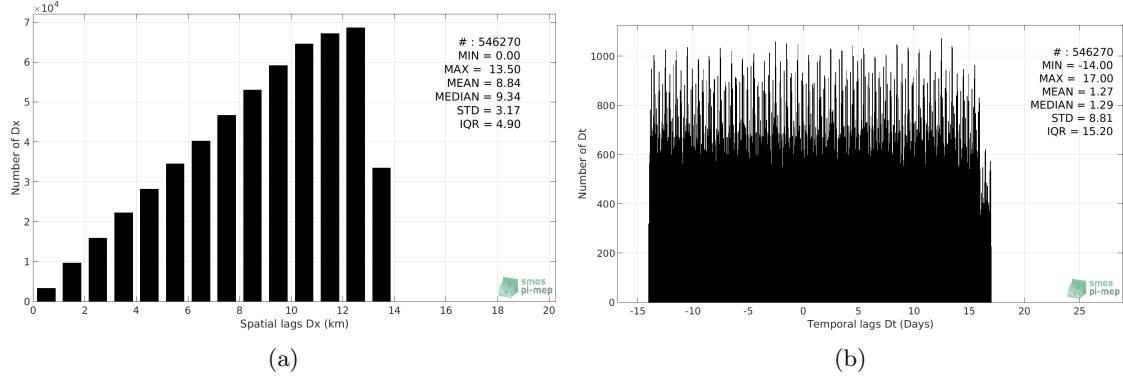 ×10⁴
7
6
5
4
3
2
1
0
Number of Dx
# : 546270
MIN = 0.00
MAX = 13.50
MEAN = 8.84
MEDIAN = 9.34
STD = 3.17
IQR = 4.90
smos
pi-mep
0 2 4 6 8 10 12 14 16 18 20
Spatial lags Dx (km)
(a)
1000
800
600
400
200
0
Number of Dt
# : 546270
MIN = -14.00
MAX = 17.00
MEAN = 1.27
MEDIAN = 1.29
STD = 8.81
IQR = 15.20
smos
pi-mep
-15 -10 -5 0 5 10 15 20 25
Temporal lags Dt (Days)
(b)